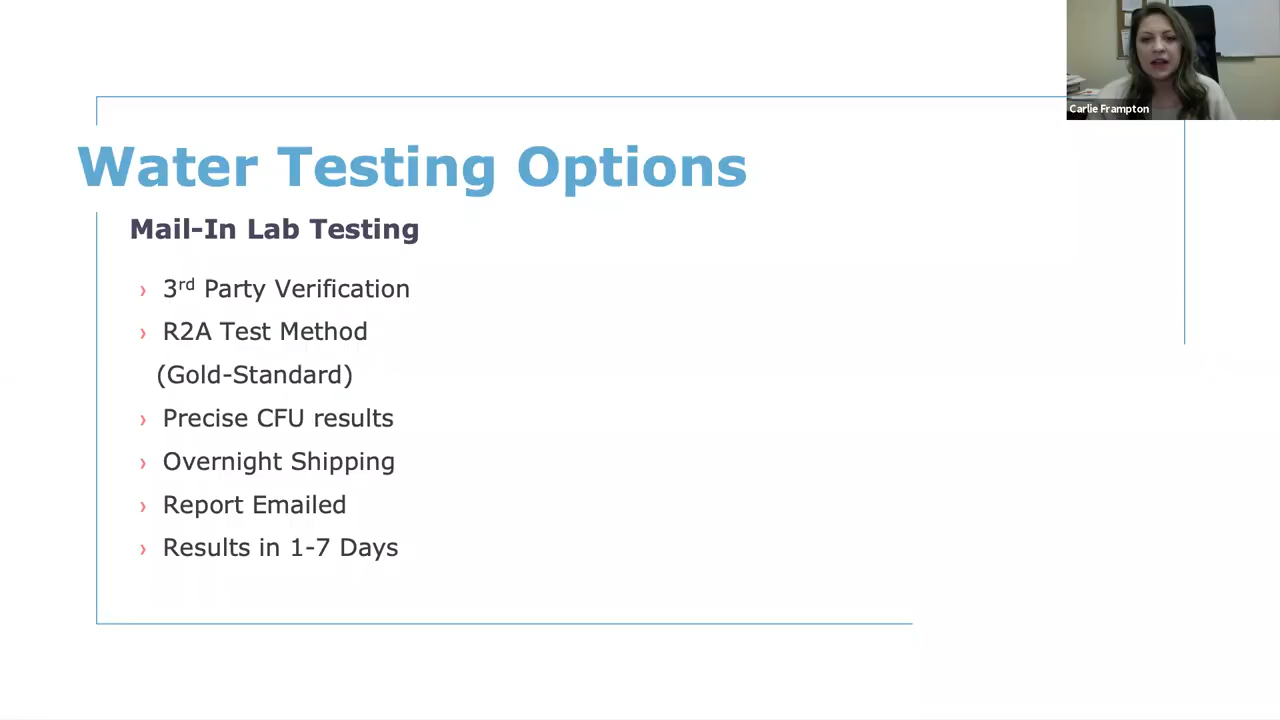 Carlie Frampton
Water Testing Options
Mail-In Lab Testing
› 3rd Party Verification
› R2A Test Method
(Gold-Standard)
› Precise CFU results
› Overnight Shipping
› Report Emailed
› Results in 1-7 Days